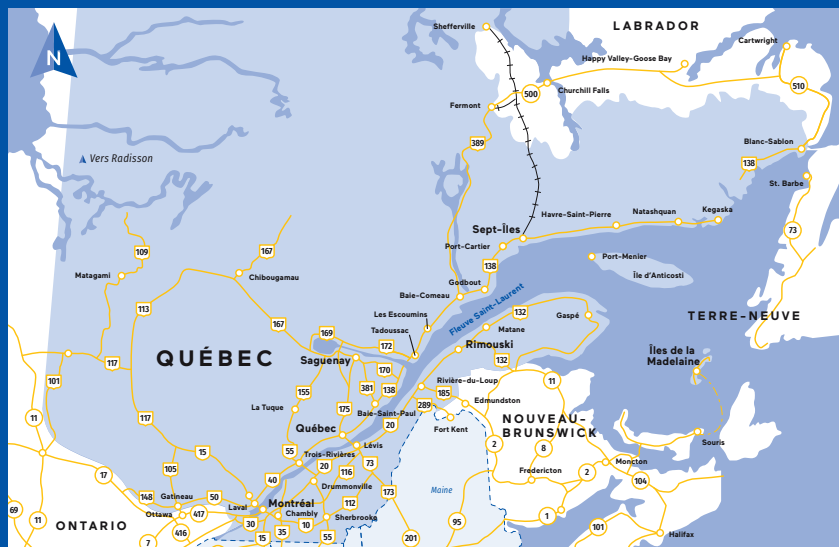 N
Shefferville
LABRADOR
Cartwright
Happy Valley-Goose Bay
500
Churchill Falls
510
Fermont
389
Blanc-Sablon
138
St. Barbe
Vers Radisson
Havre-Saint-Pierre
Natashquan
Kegaska
Sept-Îles
73
Port-Cartier
109
167
138
Port-Menier
Île d'Anticosti
Matagami
Chibougamau
Godbout
Baie-Comeau
113
Fleuve Saint-Laurent
Les Escoumins
Tadoussac
132
Gaspé
TERRE-NEUVE
167
169
172
Matane
Rimouski
QUÉBEC
Saguenay
132
Îles de la
Madelaine
117
101
170
Rivière-du-Loup
11
155
381
138
185
Edmundston
La Tuque
175
Baie-Saint-Paul
289
11
117
Québec
20
Fort Kent
NOUVEAU-
BRUNSWICK
Souris
15
55
Lévis
2
8
Trois-Rivières
105
20
116
73
Moncton
17
40
Drummonville
Fredericton
2
104
148
Gatineau
50
173
Maine
Laval
Montréal
112
69
11
ONTARIO
Ottawa
417
Chambly
Sherbrooke
1
30
10
95
101
416
35
7
15
55
201
Halifax